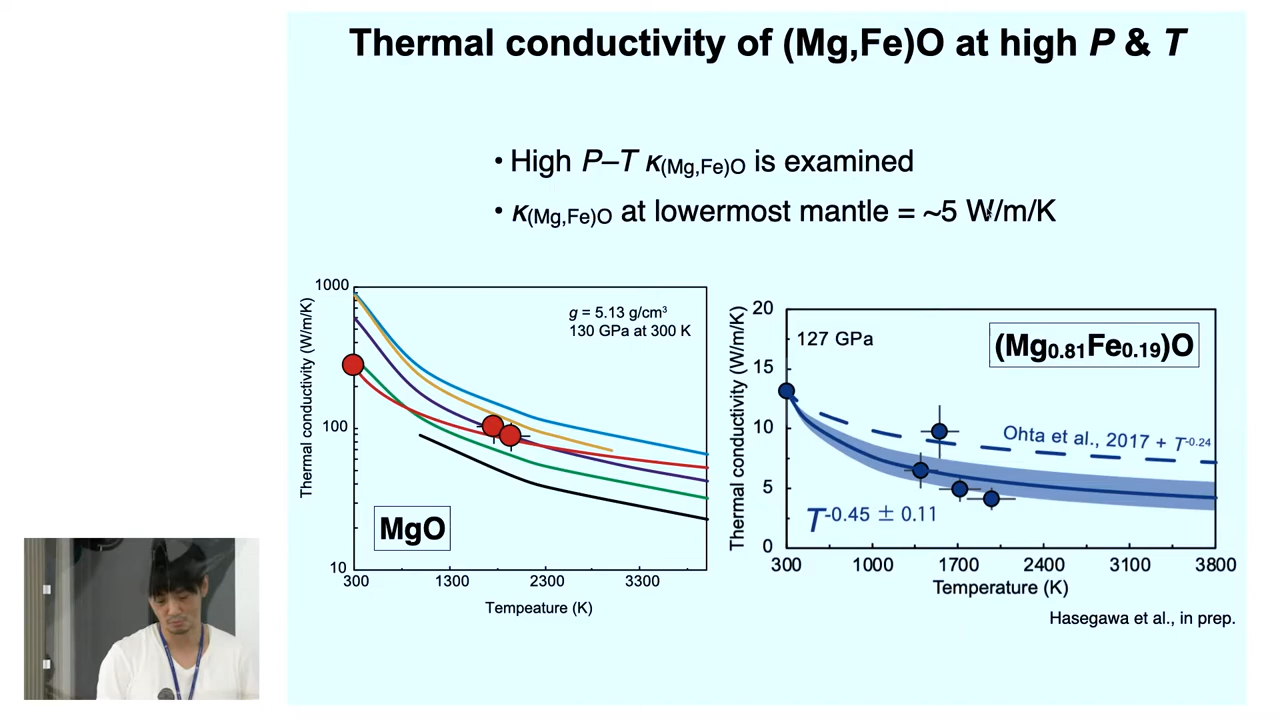 Thermal conductivity of (Mg,Fe)O at high P & T
• High P–T κ(Mg,Fe)O is examined
• κ(Mg,Fe)O at lowermost mantle = ~5 W/m/K
Thermal conductivity (W/m/K)
1000
100
10
g = 5.13 g/cm³
130 GPa at 300 K
MgO
300 1300 2300 3300
Tempeature (K)
Thermal conductivity (W/m/K)
20
15
10
5
0
127 GPa
(Mg0.81Fe0.19)O
Ohta et al., 2017 + T-0.24
T-0.45 ± 0.11
300 1000 1700 2400 3100 3800
Temperature (K)
Hasegawa et al., in prep.